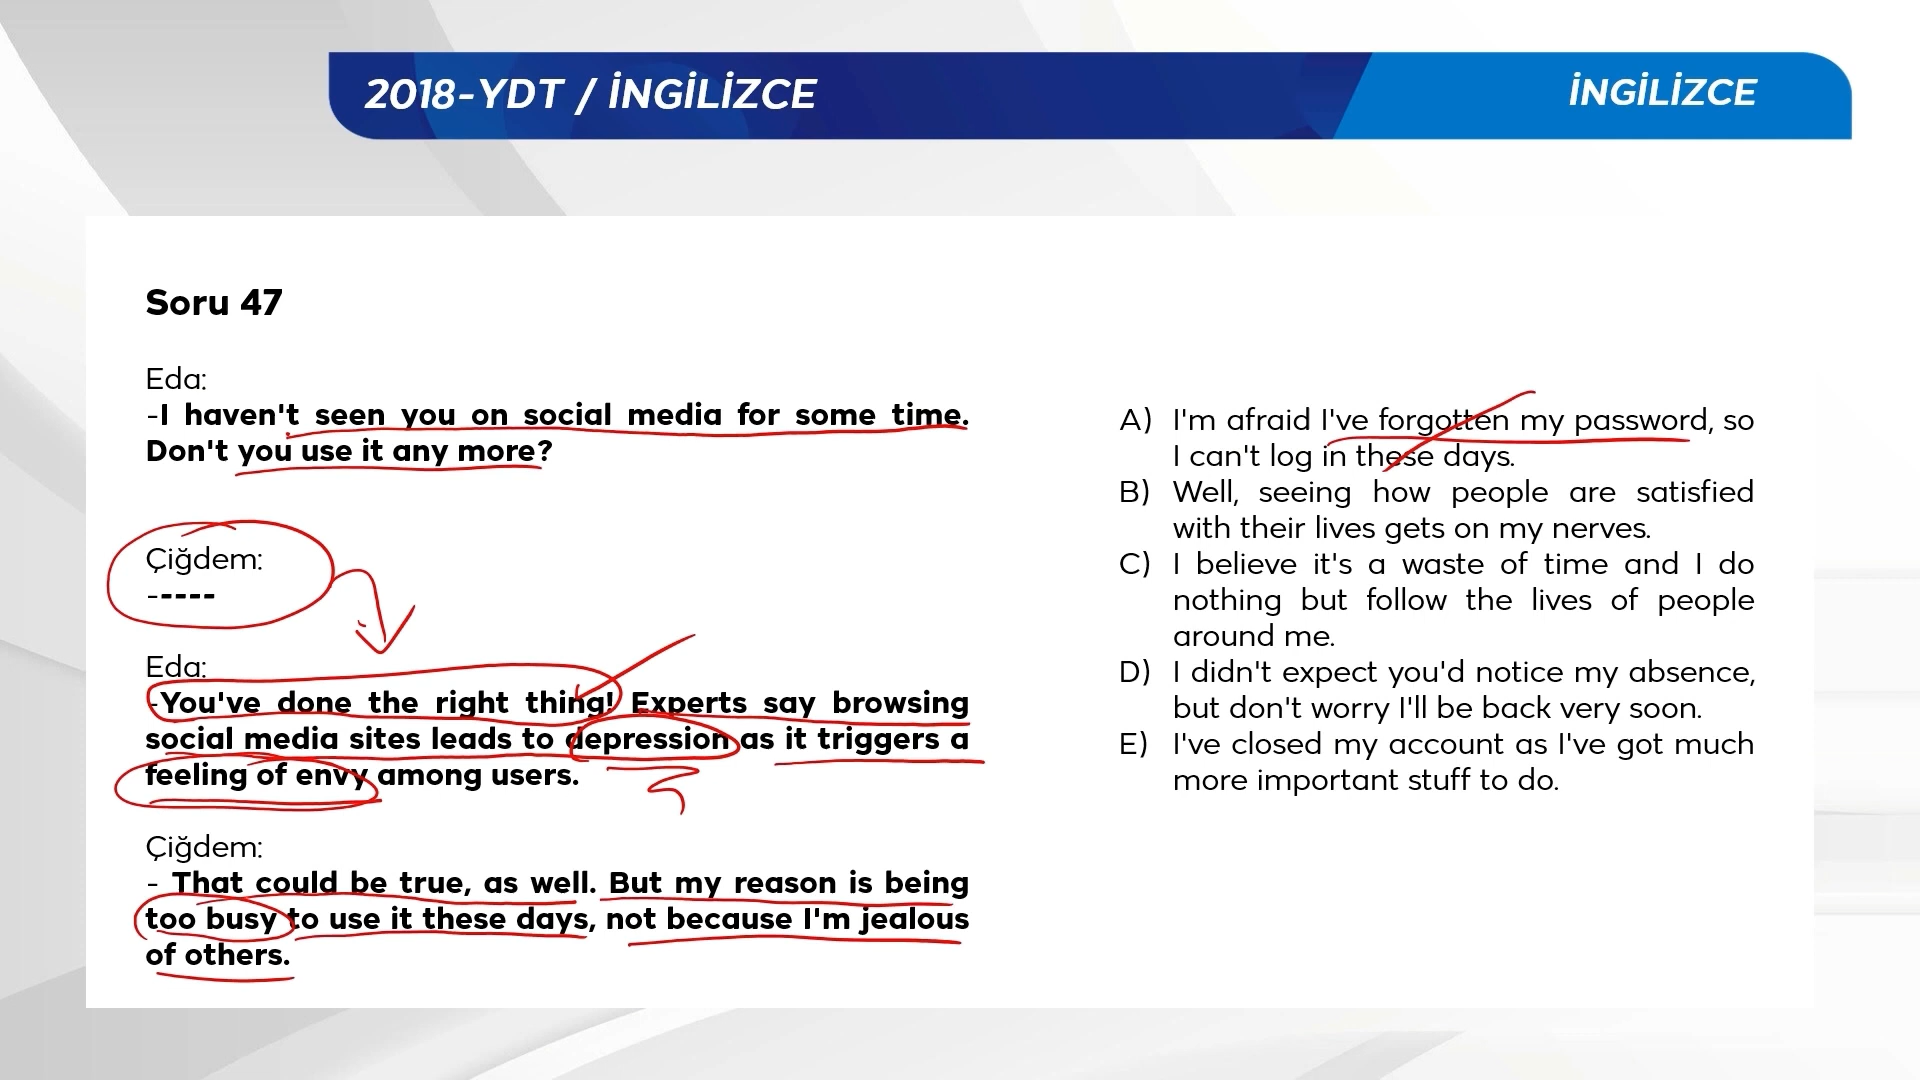 2018-YDT / İNGİLİZCE
İNGİLİZCE
Soru 47
Eda:
-I haven't seen you on social media for some time.
Don't you use it any more?
Çiğdem:
-----
Eda:
-You've done the right thing! Experts say browsing
social media sites leads to depression as it triggers a
feeling of envy among users.
Çiğdem:
- That could be true, as well. But my reason is being
too busy to use it these days, not because I'm jealous
of others.
A) I'm afraid I've forgotten my password, so
I can't log in these days.
B) Well, seeing how people are satisfied
with their lives gets on my nerves.
C) I believe it's a waste of time and I do
nothing but follow the lives of people
around me.
D) I didn't expect you'd notice my absence,
but don't worry I'll be back very soon.
E) I've closed my account as I've got much
more important stuff to do.